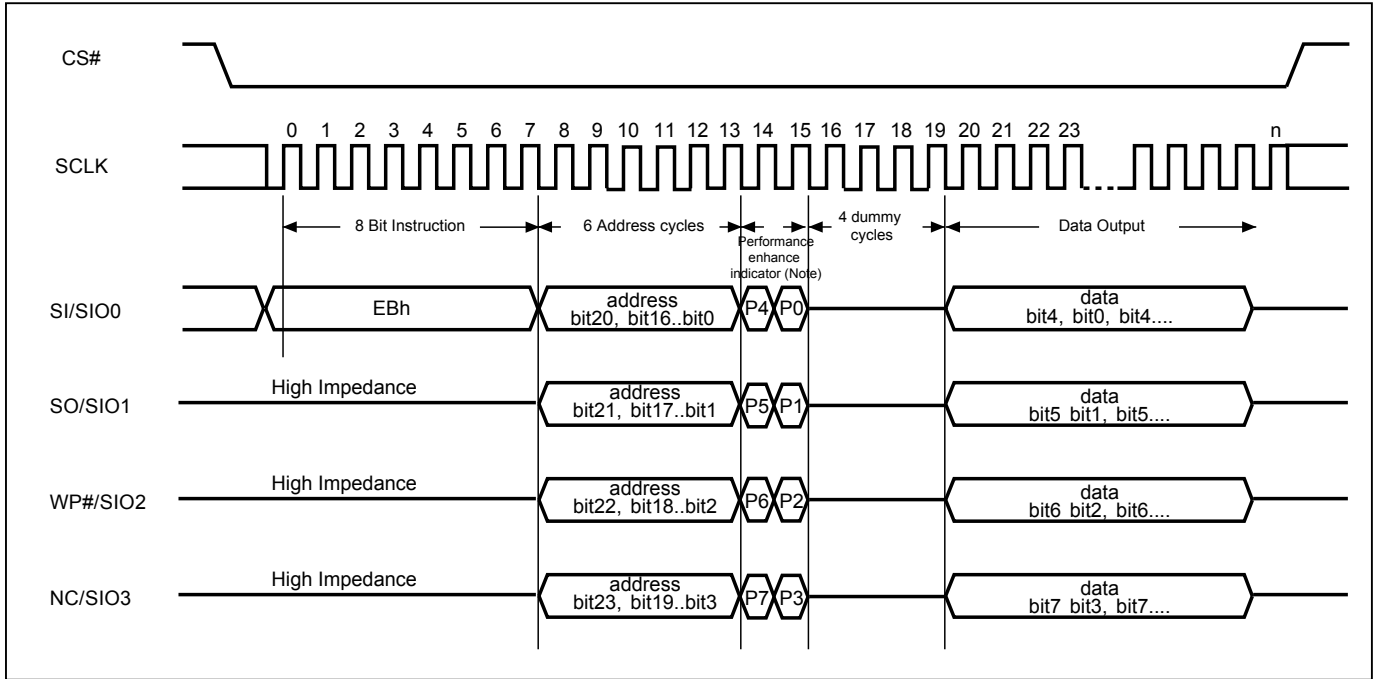 CS#
0 1 2 3 4 5 6 7 8 9 10 11 12 13 14 15 16 17 18 19 20 21 22 23 n
SCLK
8 Bit Instruction
6 Address cycles
Performance
enhance
indicator (Note)
4 dummy
cycles
Data Output
SI/SIO0
EBh
address
bit20, bit16..bit0
P4 P0
data
bit4, bit0, bit4....
High Impedance
SO/SIO1
address
bit21, bit17..bit1
P5 P1
data
bit5 bit1, bit5....
High Impedance
WP#/SIO2
address
bit22, bit18..bit2
P6 P2
data
bit6 bit2, bit6....
High Impedance
NC/SIO3
address
bit23, bit19..bit3
P7 P3
data
bit7 bit3, bit7....